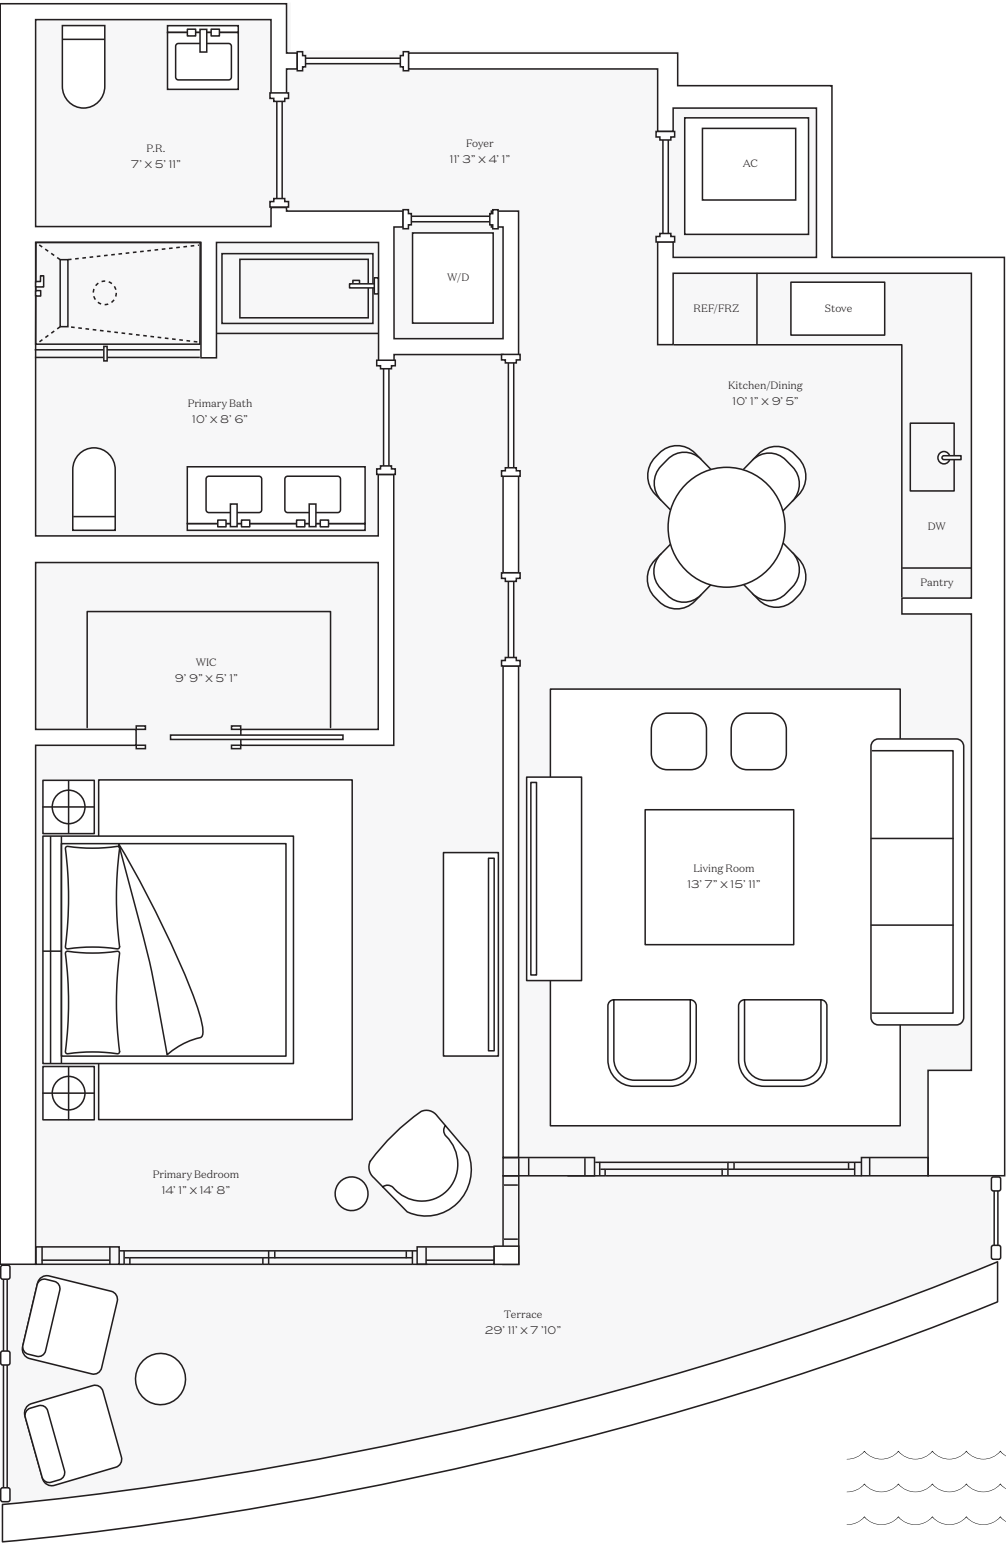 P.R.
7’ x 5’ 11”
Foyer
11’ 3” x 4’ 1”
AC
W/D
REF/FRZ
Stove
Kitchen/Dining
10’ 1” x 9’ 5”
Primary Bath
10’ x 8’ 6”
DW
Pantry
WIC
9’ 9” x 5’ 1”
Living Room
13’ 7” x 15’ 11”
Primary Bedroom
14’ 1” x 14’ 8”
Terrace
29’ 11’ x 7 ’10”